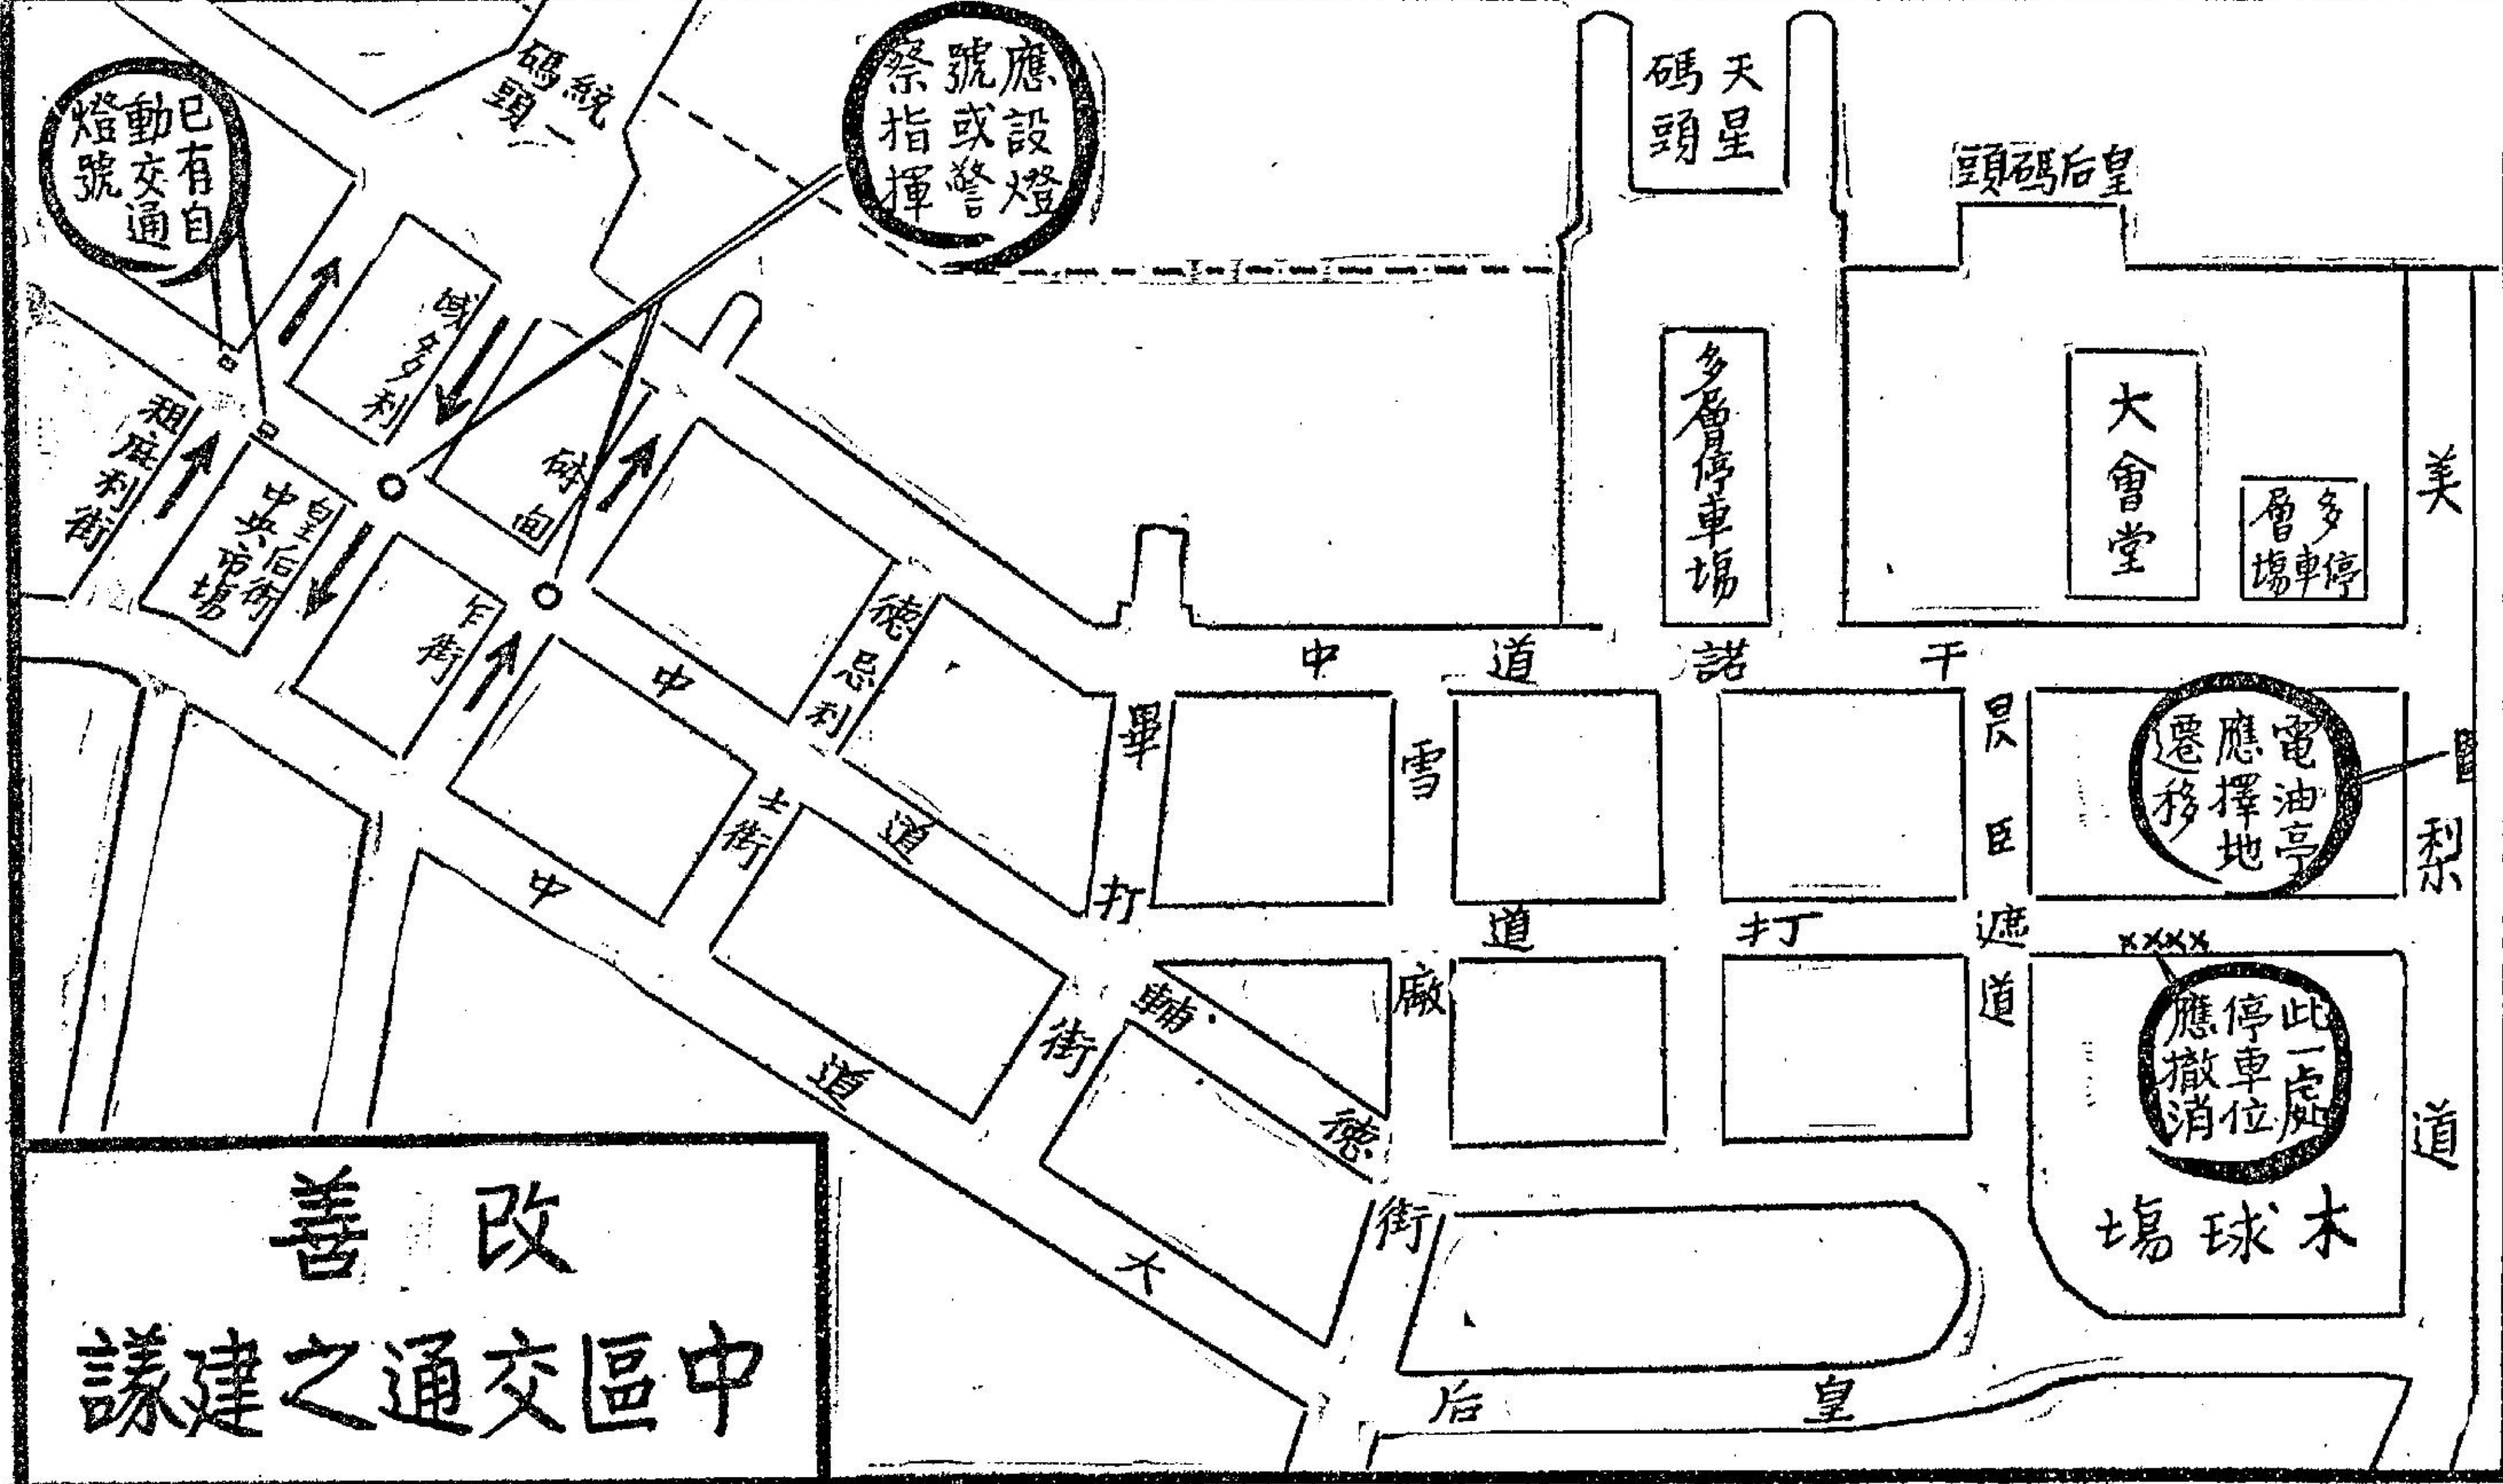 改善
中區交通之建議
已有自
動交通
燈號
應設燈
號或警
察指揮
統一
碼頭
天星
碼頭
皇后碼頭
多層停車場
大會堂
多停
層車場
美梨道
域多利
皇后街
中央市場
租庇利街
砵甸
乍街
德忌利
士街
干諾道中
畢打街
雪廠街
昃臣道
遮打道
德輔道中
皇后大道中
電油亭
應擇地
遷移
此一處
停車位
應撤消
木球場